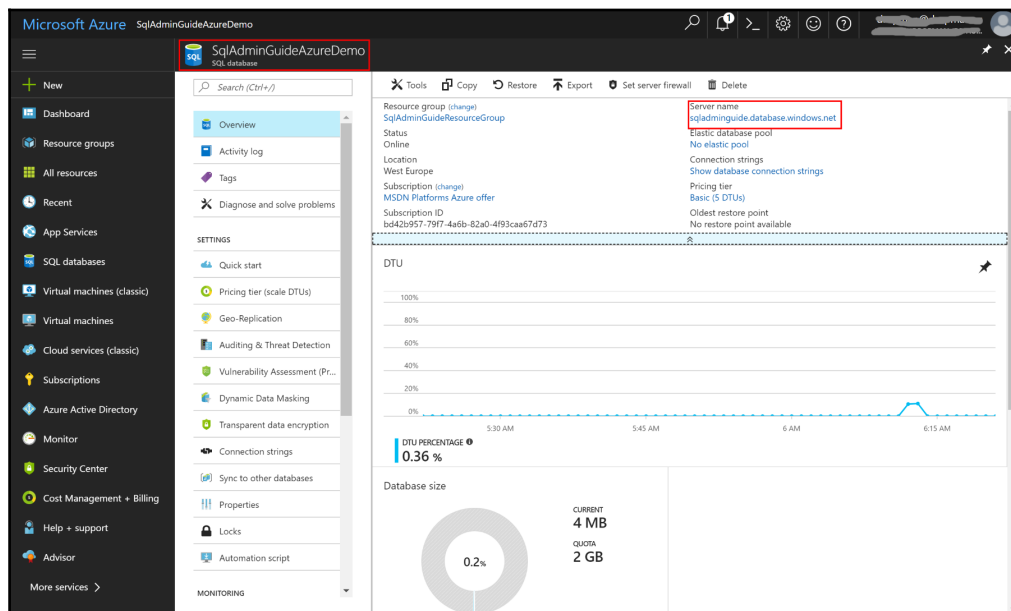 Microsoft Azure SqlAdminGuideAzureDemo
1
SqlAdminGuideAzureDemo
SQL database
New
Dashboard
Resource groups
All resources
Recent
App Services
SQL databases
Virtual machines (classic)
Virtual machines
Cloud services (classic)
Subscriptions
Azure Active Directory
Monitor
Security Center
Cost Management + Billing
Help + support
Advisor
More services
Search (Ctrl+/)
Overview
Activity log
Tags
Diagnose and solve problems
SETTINGS
Quick start
Pricing tier (scale DTUs)
Geo-Replication
Auditing & Threat Detection
Vulnerability Assessment (Pr...
Dynamic Data Masking
Transparent data encryption
Connection strings
Sync to other databases
Properties
Locks
Automation script
MONITORING
Tools Copy Restore Export Set server firewall Delete
Resource group (change)
SqlAdminGuideResourceGroup
Status
Online
Location
West Europe
Subscription (change)
MSDN Platforms Azure offer
Subscription ID
bd42b957-79f7-4a6b-82a0-4f93caa67d73
Server name
sqladminguide.database.windows.net
Elastic database pool
No elastic pool
Connection strings
Show database connection strings
Pricing tier
Basic (5 DTUs)
Oldest restore point
No restore point available
DTU
100%
80%
60%
40%
20%
0%
5:30 AM 5:45 AM 6 AM 6:15 AM
DTU PERCENTAGE
0.36 %
Database size
0.2%
CURRENT
4 MB
QUOTA
2 GB